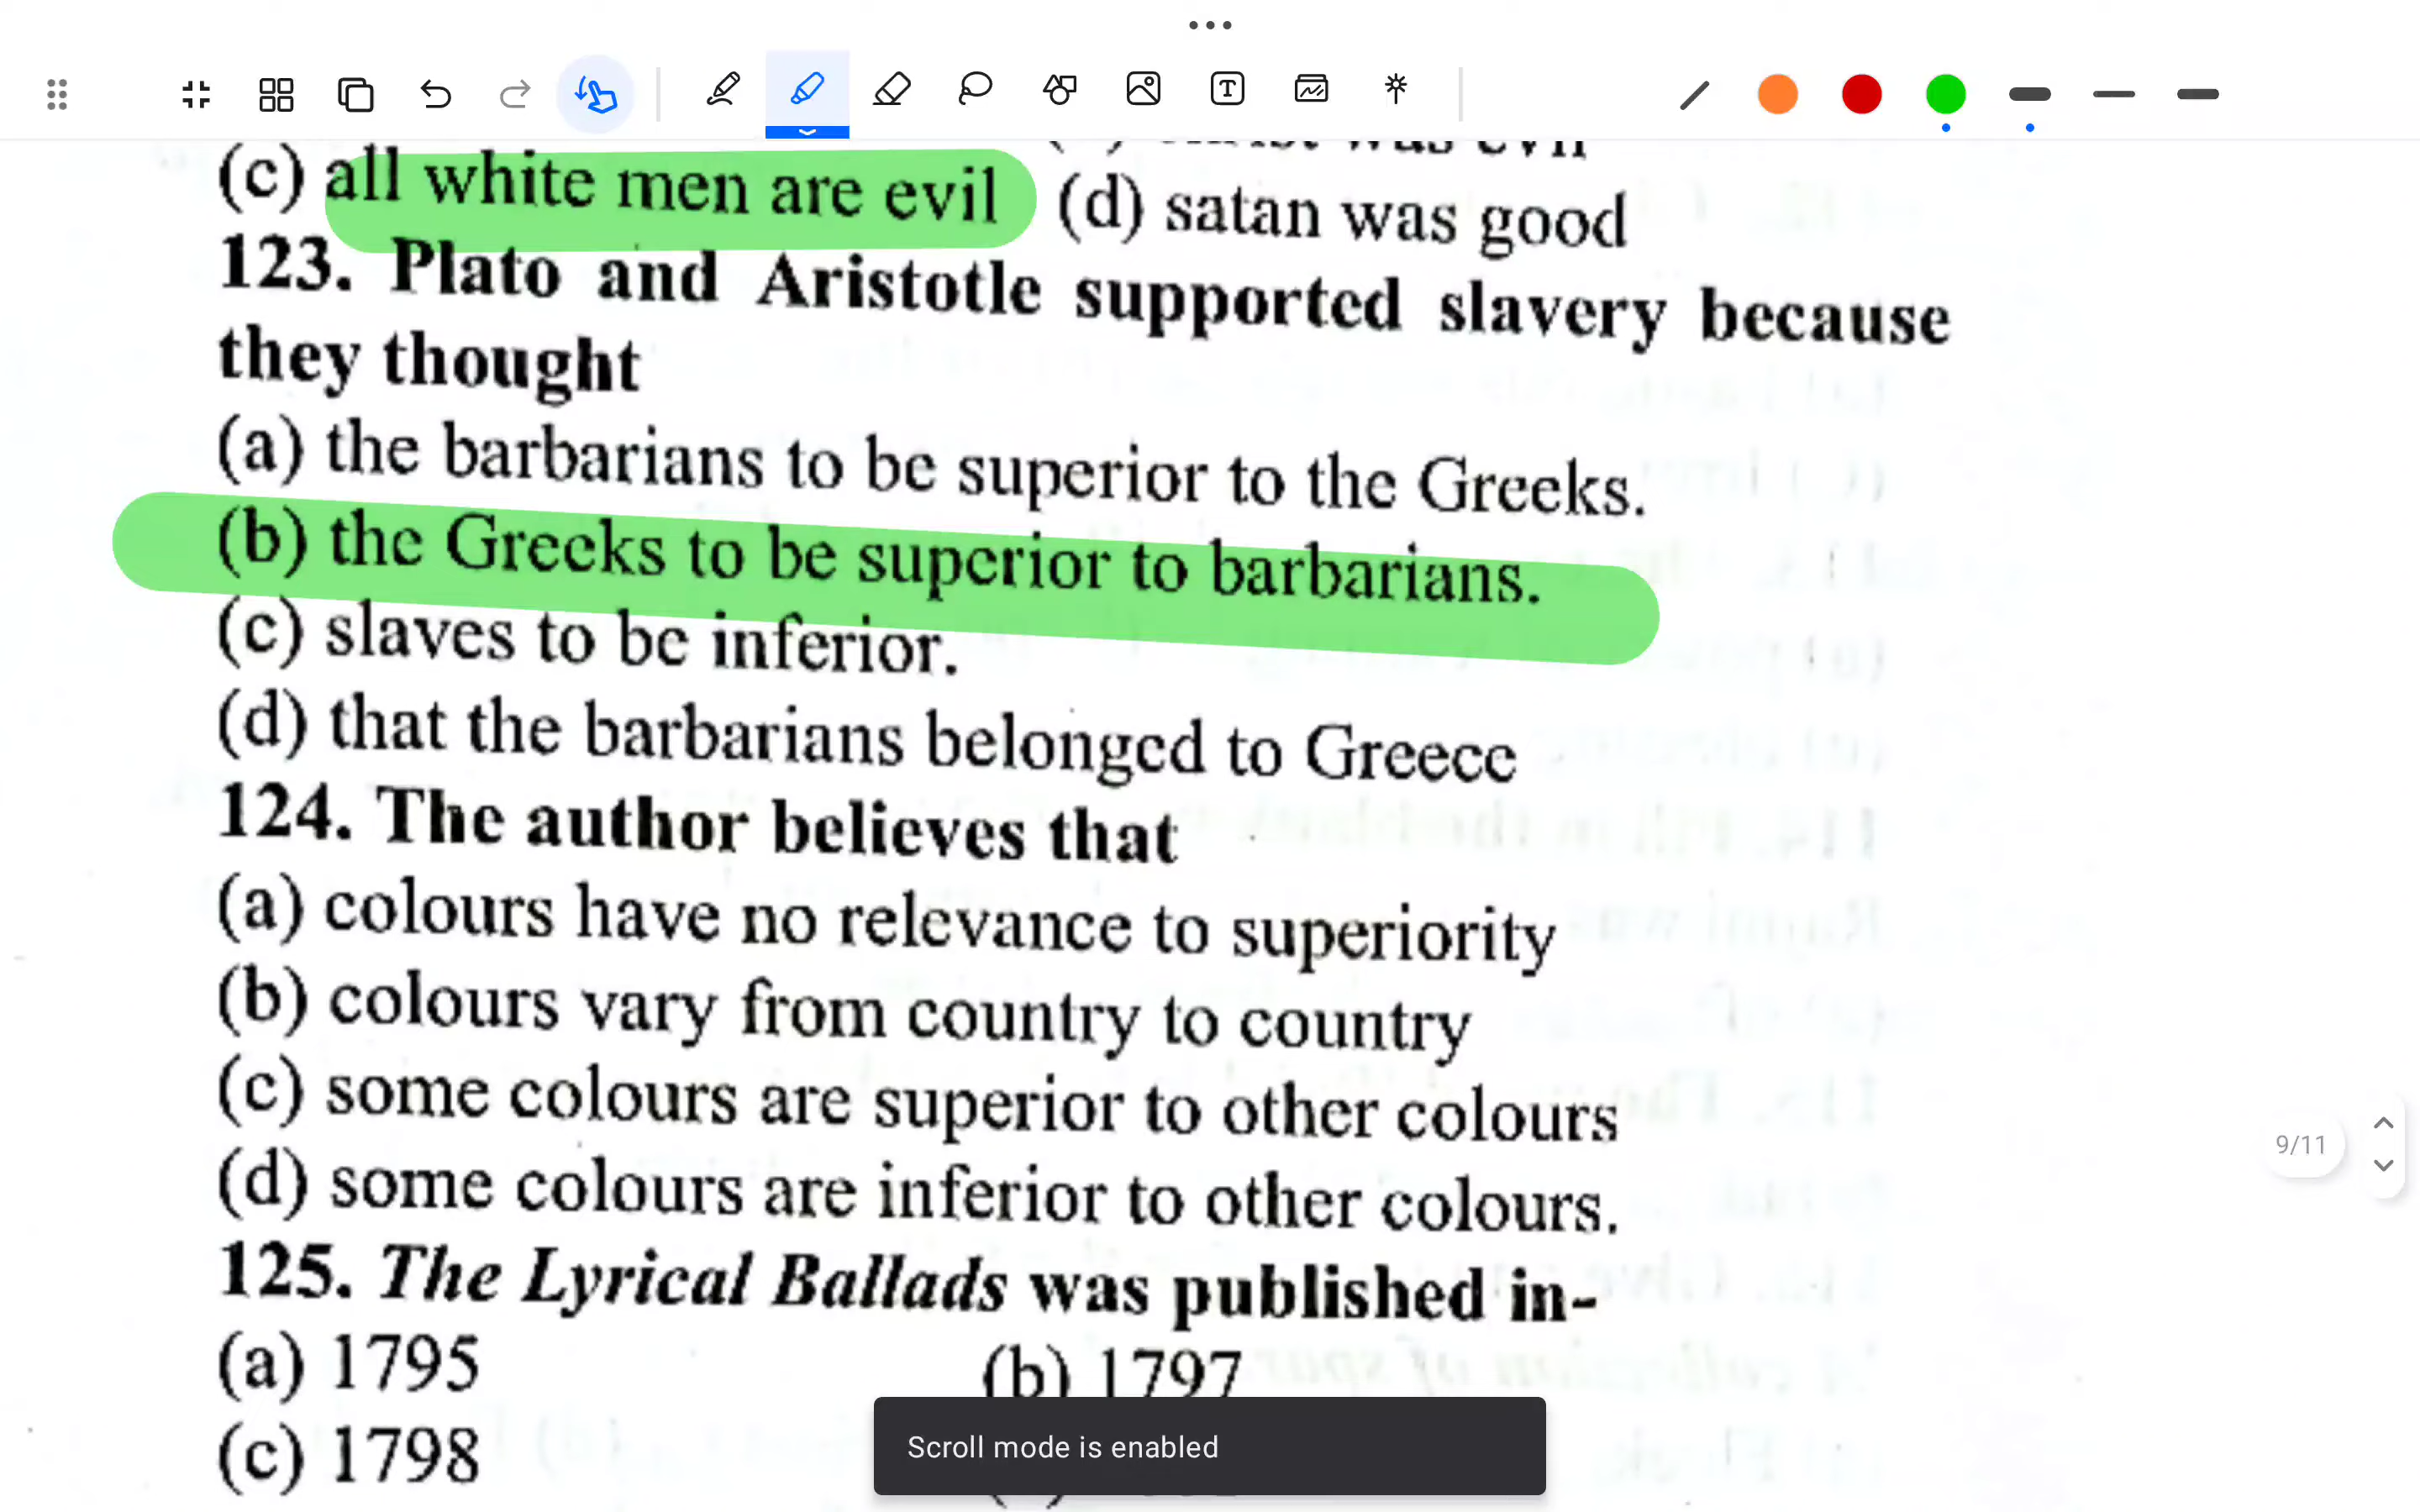 (c) all white men are evil (d) satan was good
123. Plato and Aristotle supported slavery because
they thought
(a) the barbarians to be superior to the Greeks.
(b) the Greeks to be superior to barbarians.
(c) slaves to be inferior.
(d) that the barbarians belonged to Greece
124. The author believes that
(a) colours have no relevance to superiority
(b) colours vary from country to country
(c) some colours are superior to other colours
(d) some colours are inferior to other colours.
9/11
125. The Lyrical Ballads was published in-
(a) 1795 (b) 1797
(c) 1798
Scroll mode is enabled